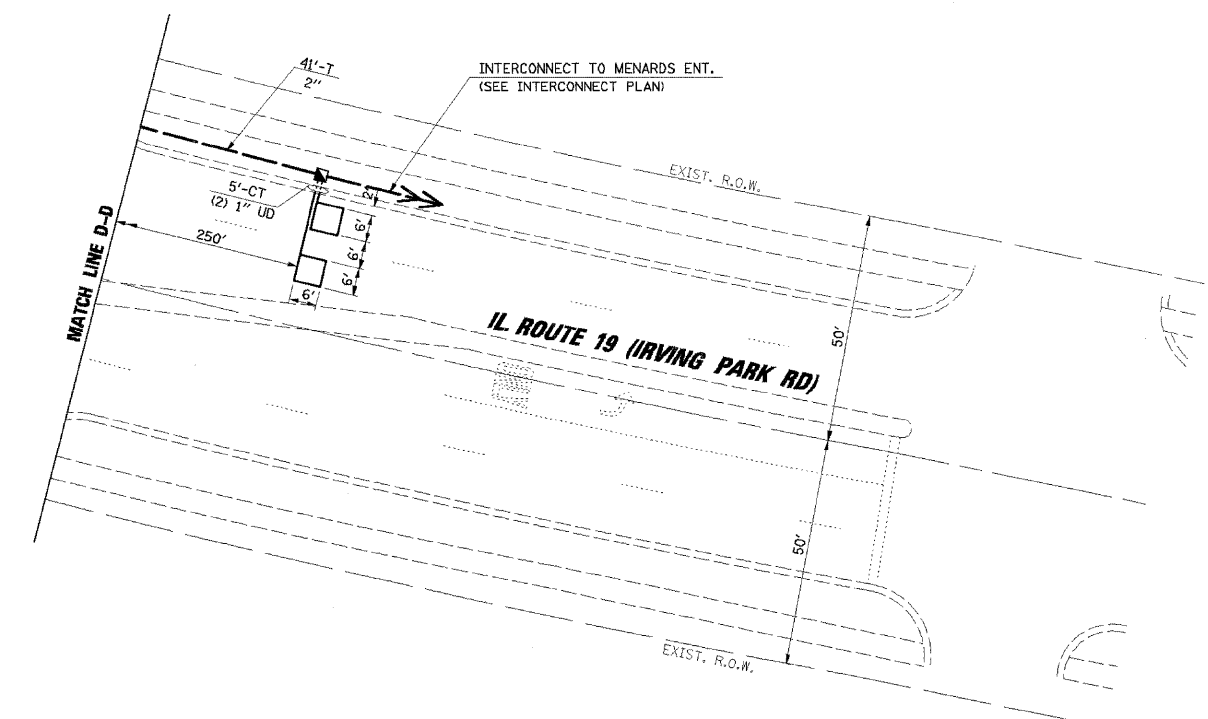 41'-T
2"
INTERCONNECT TO MENARDS ENT.
(SEE INTERCONNECT PLAN)
EXIST. R.O.W.
5'-CT
(2) 1" UD
2'
6'
6'
6'
6'
250'
MATCH LINE D-D
IL ROUTE 19 (IRVING PARK RD)
50'
50'
EXIST. R.O.W.